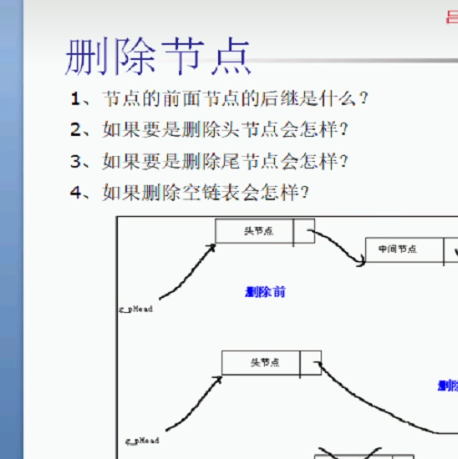 删除节点
1、节点的前面节点的后继是什么?
2、如果要是删除头节点会怎样?
3、如果要是删除尾节点会怎样?
4、如果删除空链表会怎样?
头节点
中间节点
删除前
g_pHead
头节点
g_pHead